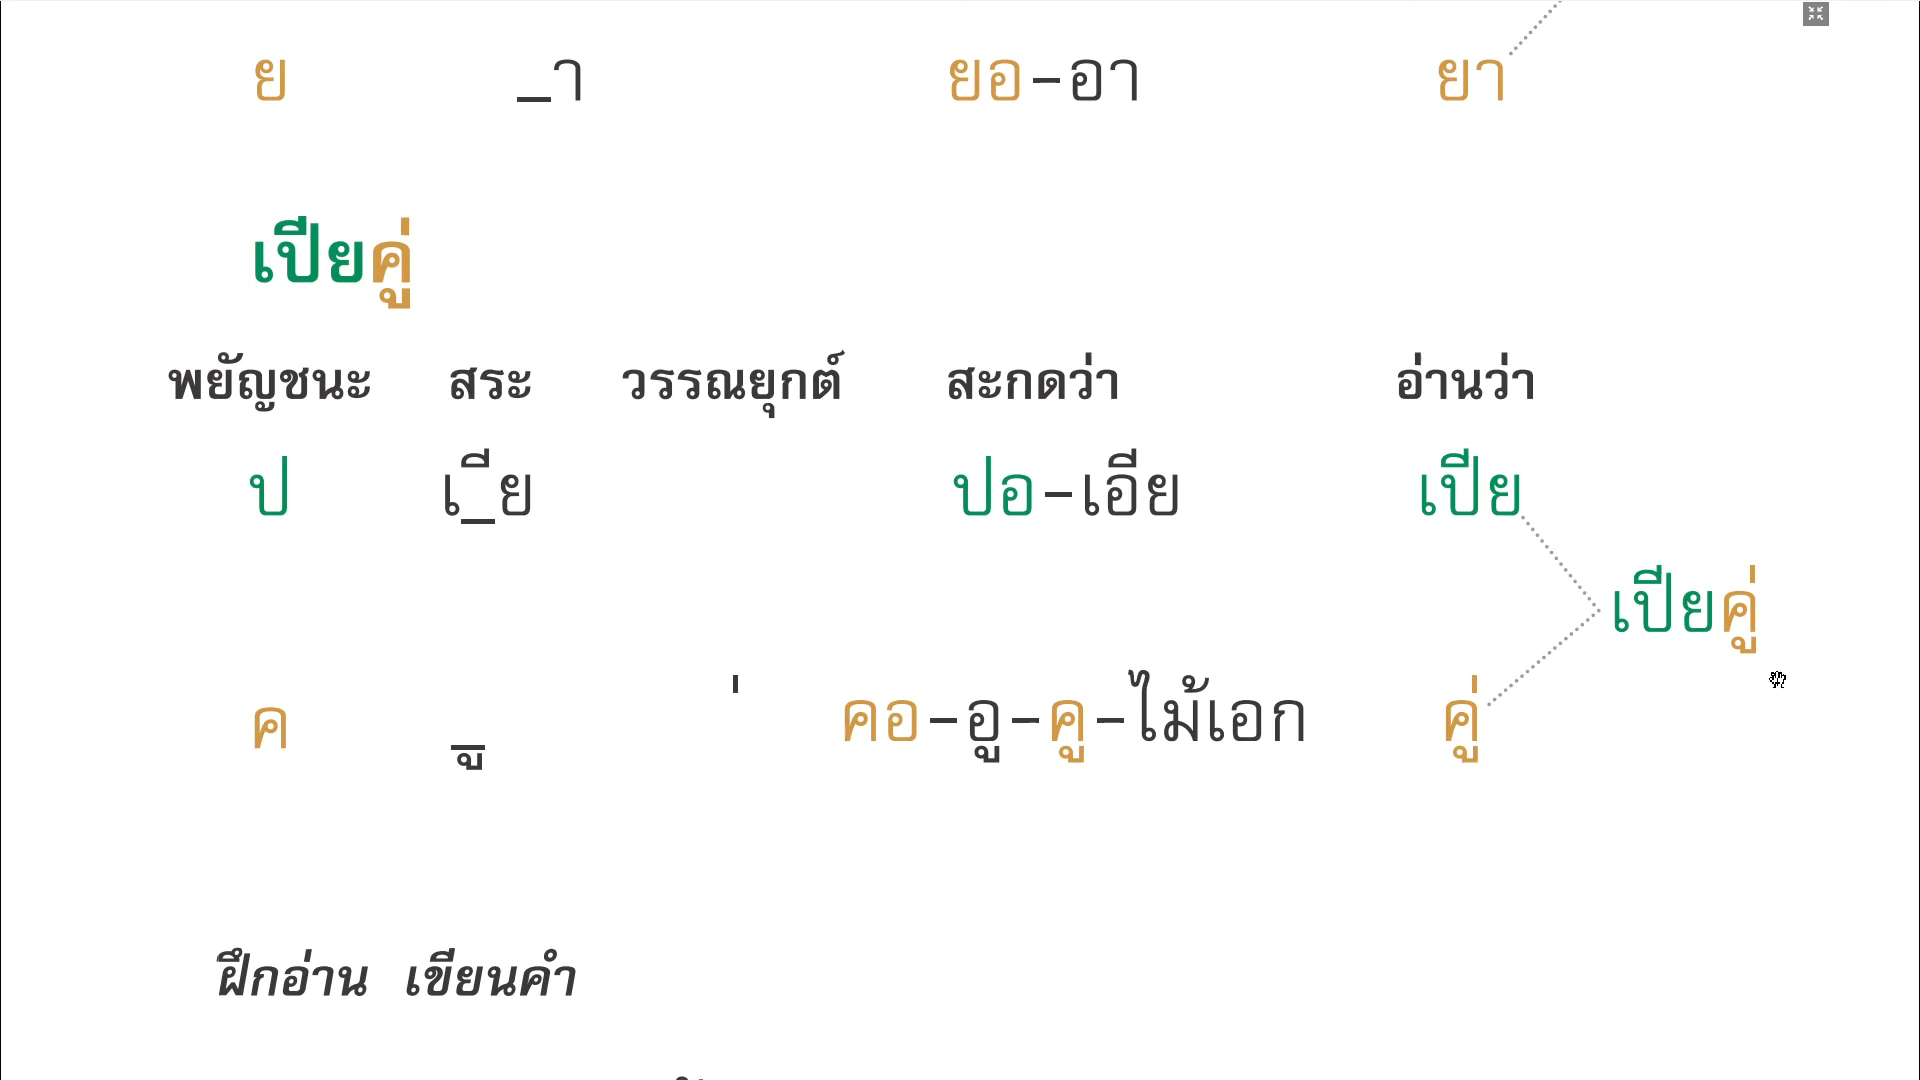 ย _า ยอ-อา ยา
เปียคู่
พยัญชนะ สระ วรรณยุกต์ สะกดว่า อ่านว่า
ป เ_ีย ปอ-เอีย เปีย
เปียคู่
ค _ู ่ คอ-อู-คู-ไม้เอก คู่
ฝึกอ่าน เขียนคำ